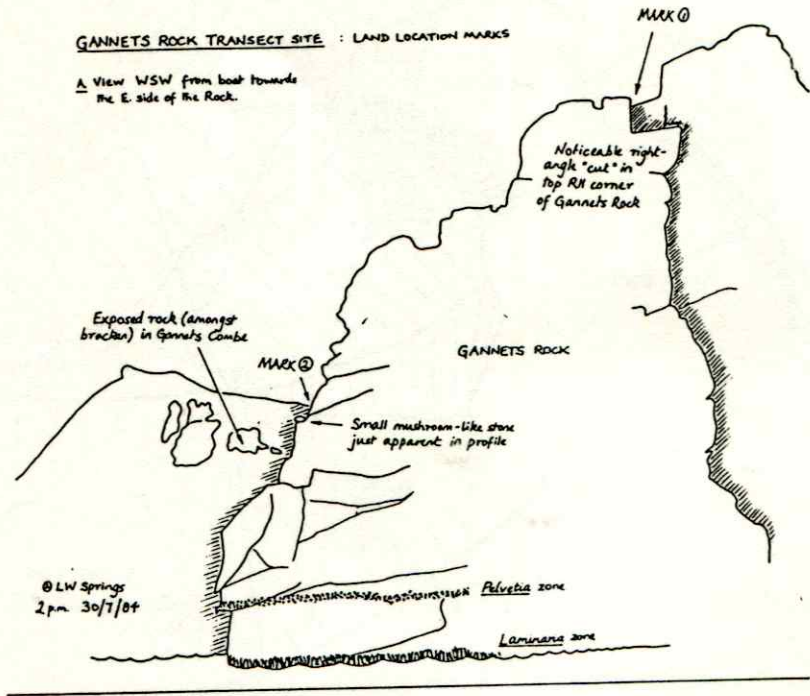 GANNETS ROCK TRANSECT SITE : LAND LOCATION MARKS
A View WSW from boat towards
the E. side of the Rock.
MARK ①
Noticeable right-
angle "cut" in
top RH corner
of Gannets Rock
Exposed rock (amongst
bracken) in Gannets Combe
MARK ②
GANNETS ROCK
Small mushroom-like stone
just apparent in profile
@ LW Springs
2p.m. 30/7/84
Pelvetia zone
Laminaria zone